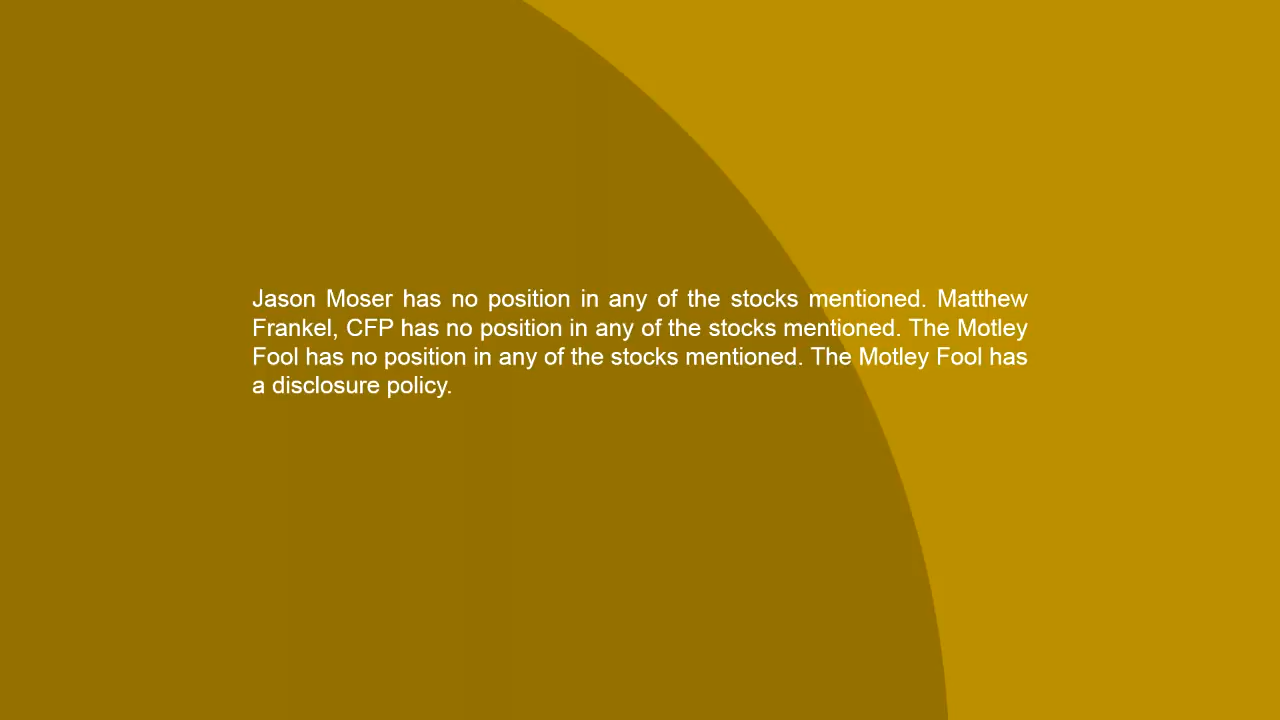 Jason Moser has no position in any of the stocks mentioned. Matthew
Frankel, CFP has no position in any of the stocks mentioned. The Motley
Fool has no position in any of the stocks mentioned. The Motley Fool has
a disclosure policy.